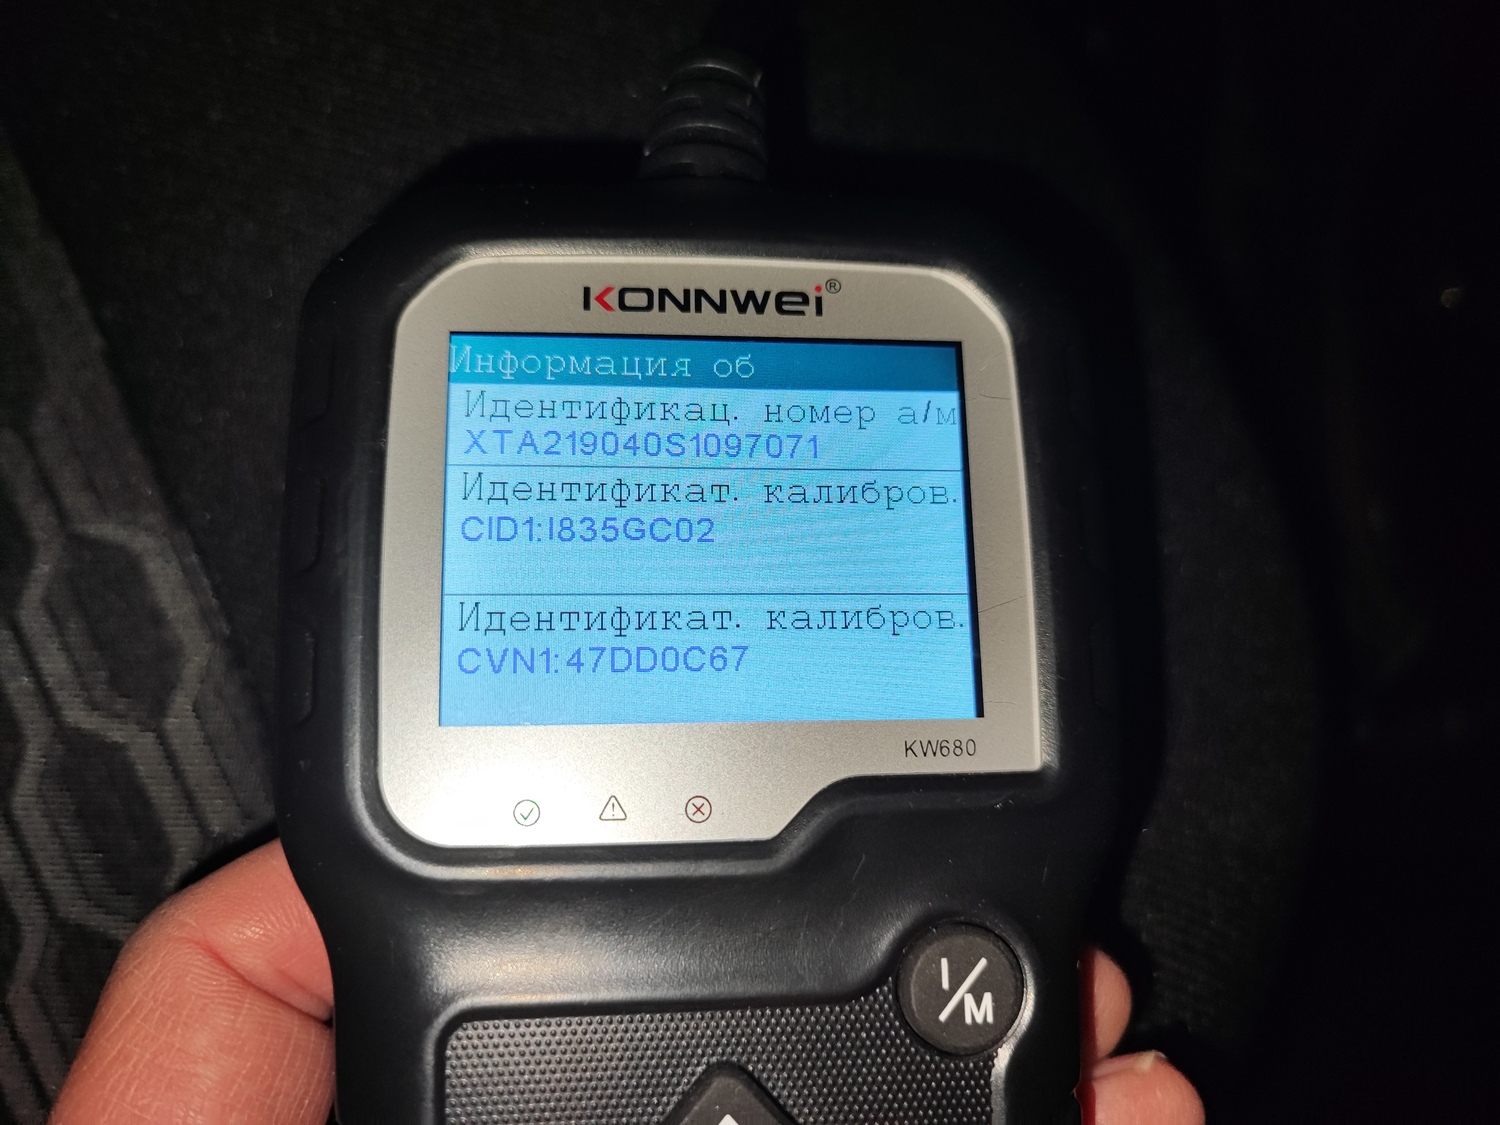 KONNWEI®
Информация об
Идентификац. номер а/м
XTA219040S1097071
Идентификат. калибров.
CID1:I835GC02
Идентификат. калибров.
CVN1:47DD0C67
KW680
I/M